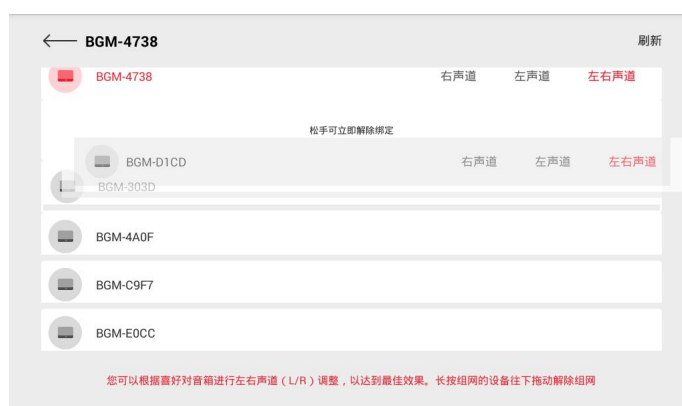 BGM-4738 刷新
BGM-4738 右声道 左声道 左右声道
松手可立即解除绑定
BGM-D1CD 右声道 左声道 左右声道
BGM-303D
BGM-4A0F
BGM-C9F7
BGM-E0CC
您可以根据喜好对音箱进行左右声道（L/R）调整，以达到最佳效果。长按组网的设备往下拖动解除组网